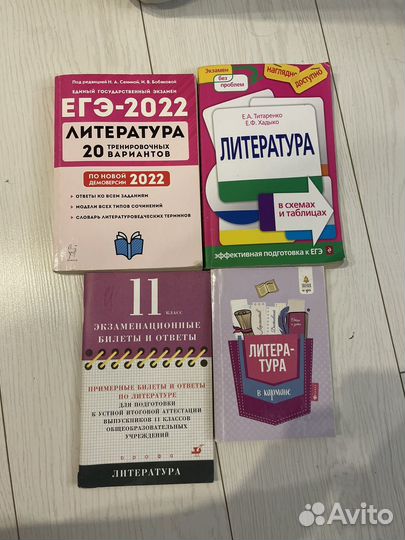 Под редакцией Н. А. Сениной, И. В. Бобяковой
ЕДИНЫЙ ГОСУДАРСТВЕННЫЙ ЭКЗАМЕН
ЕГЭ-2022
ЛИТЕРАТУРА
20 ТРЕНИРОВОЧНЫХ
ВАРИАНТОВ
ПО НОВОЙ
ДЕМОВЕРСИИ 2022
• ОТВЕТЫ КО ВСЕМ ЗАДАНИЯМ
• МОДЕЛИ ВСЕХ ТИПОВ СОЧИНЕНИЙ
• СЛОВАРЬ ЛИТЕРАТУРОВЕДЧЕСКИХ ТЕРМИНОВ
Экзамен
без
проблем
наглядно
доступно
Е.А. Титаренко
Е.Ф. Хадыко
ЛИТЕРАТУРА
в схемах и таблицах
эффективная подготовка к ЕГЭ
11 КЛАСС
ЭКЗАМЕНАЦИОННЫЕ
БИЛЕТЫ И ОТВЕТЫ
ПРИМЕРНЫЕ БИЛЕТЫ И ОТВЕТЫ
ПО ЛИТЕРАТУРЕ
ДЛЯ ПОДГОТОВКИ
К УСТНОЙ ИТОГОВОЙ АТТЕСТАЦИИ
ВЫПУСКНИКОВ 11 КЛАССОВ
ОБЩЕОБРАЗОВАТЕЛЬНЫХ
УЧРЕЖДЕНИЙ
ДРОФА
ЛИТЕРАТУРА
ЛИТЕРА-
ТУРА
в кармане
Avito